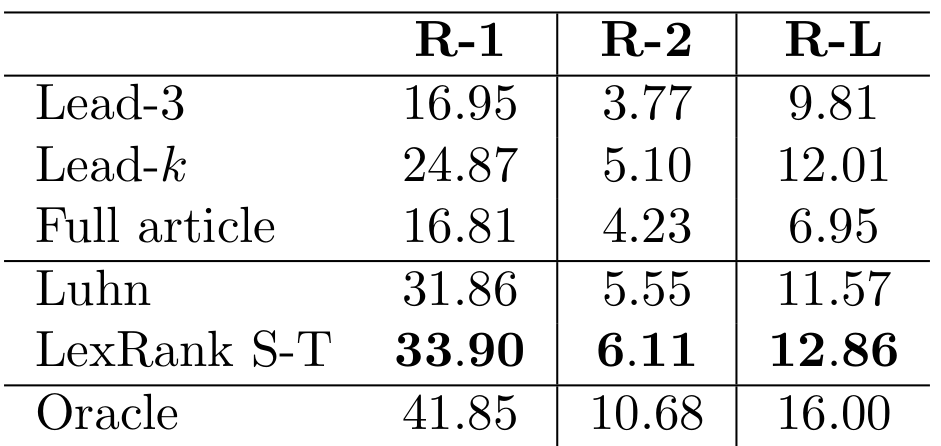 R-1 R-2 R-L
Lead-3 16.95 3.77 9.81
Lead-k 24.87 5.10 12.01
Full article 16.81 4.23 6.95
Luhn 31.86 5.55 11.57
LexRank S-T 33.90 6.11 12.86
Oracle 41.85 10.68 16.00